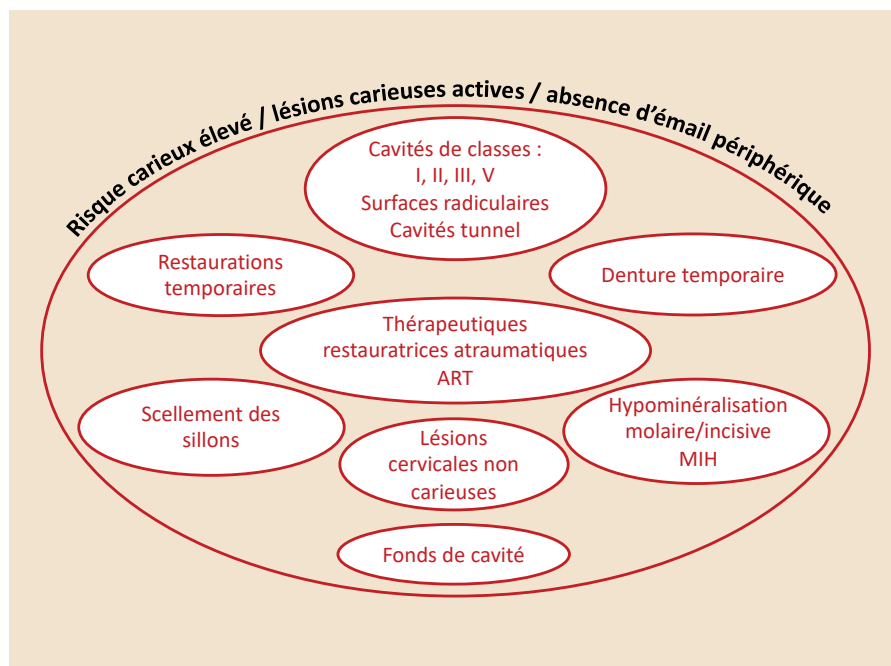 Risque carieux élevé / lésions carieuses actives / absence d'émail périphérique
Cavités de classes :
I, II, III, V
Surfaces radiculaires
Cavités tunnel
Restaurations
temporaires
Denture temporaire
Thérapeutiques
restauratrices atraumatiques
ART
Scellement des
sillons
Lésions
cervicales non
carieuses
Hypominéralisation
molaire/incisive
MIH
Fonds de cavité